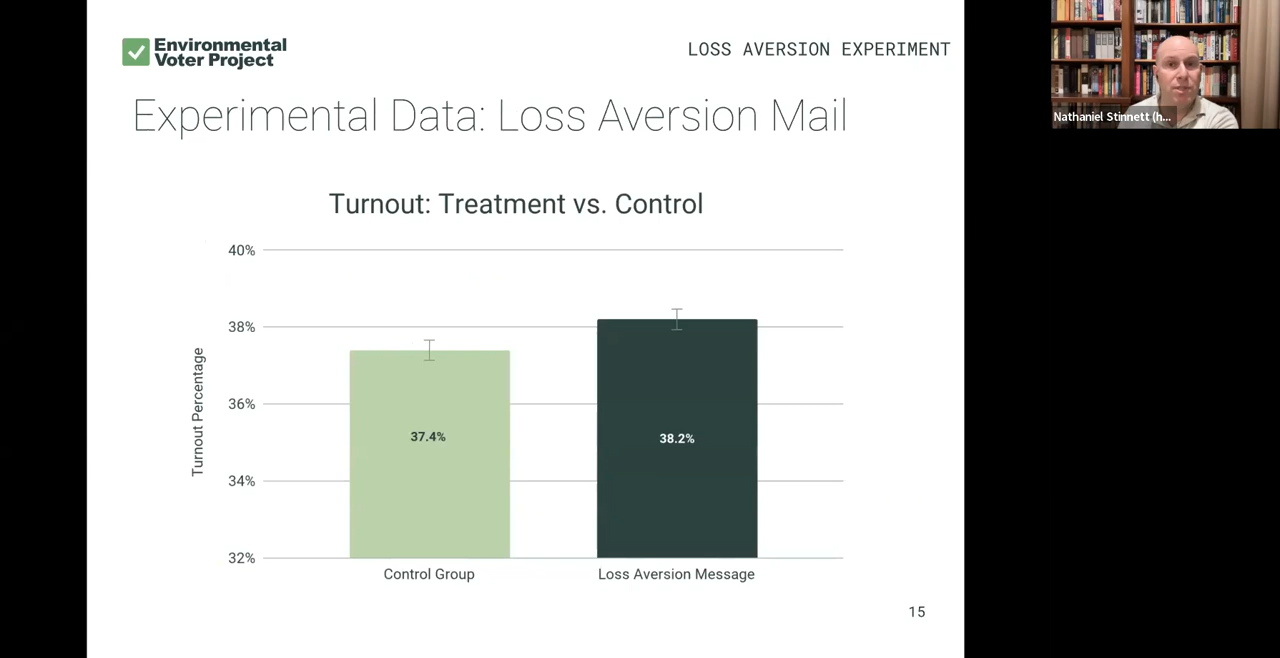 Environmental
Voter Project
LOSS AVERSION EXPERIMENT
Experimental Data: Loss Aversion Mail
Turnout: Treatment vs. Control
Turnout Percentage
40%
38%
36%
34%
32%
37.4%
38.2%
Control Group
Loss Aversion Message
15
Nathaniel Stinnett (h...